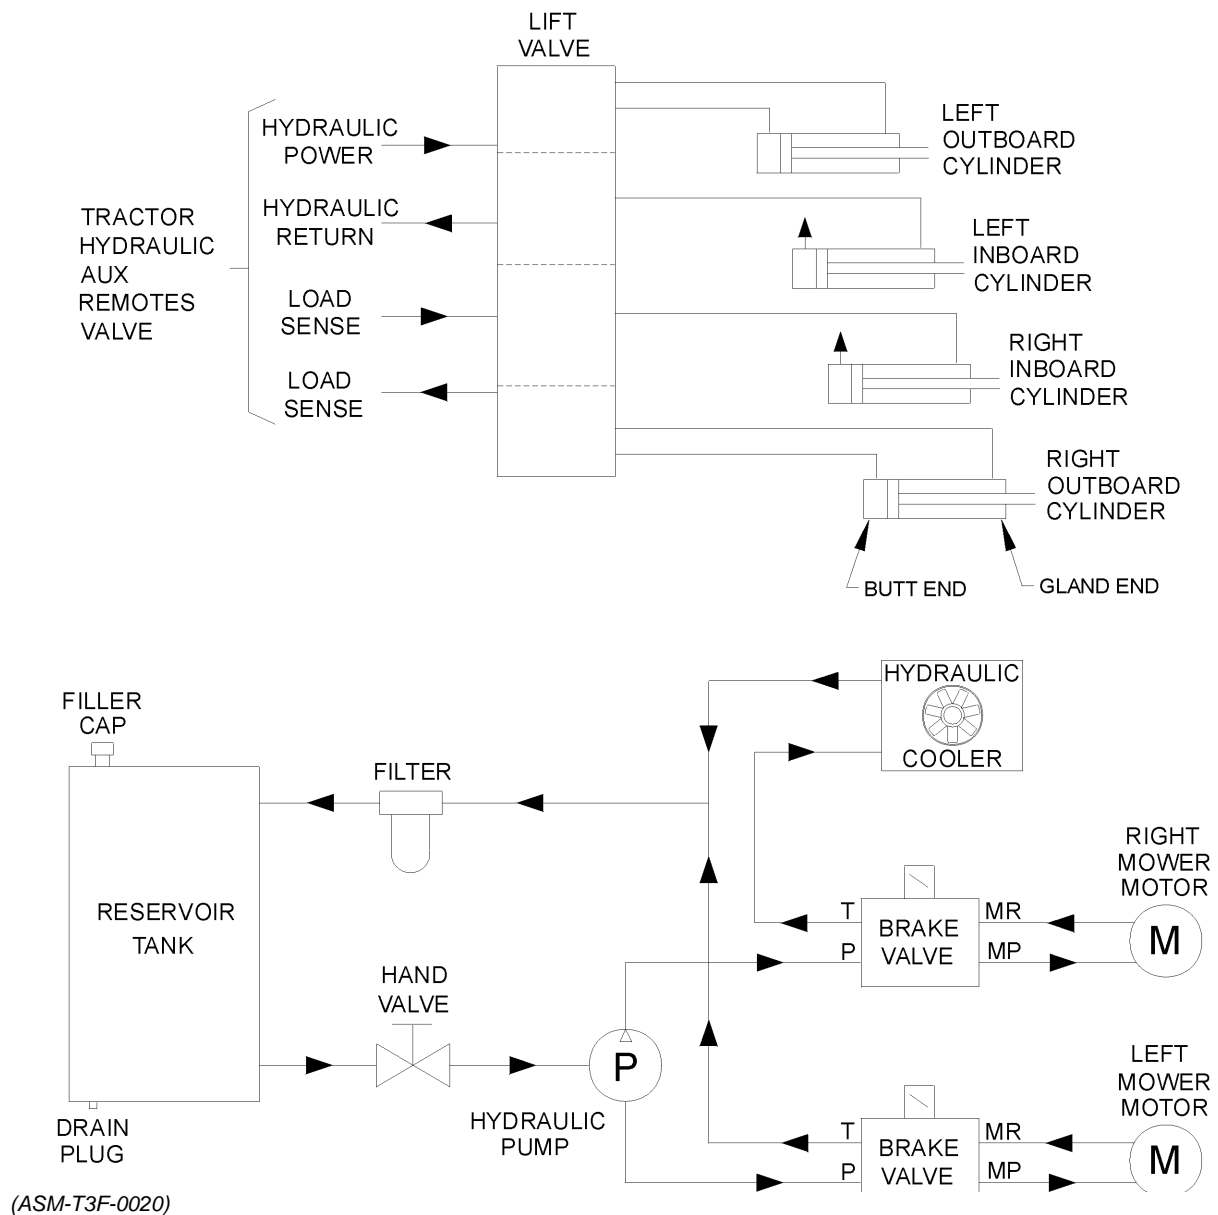 LIFT
VALVE
HYDRAULIC
POWER
HYDRAULIC
RETURN
LOAD
SENSE
LOAD
SENSE
TRACTOR
HYDRAULIC
AUX
REMOTES
VALVE
LEFT
OUTBOARD
CYLINDER
LEFT
INBOARD
CYLINDER
RIGHT
INBOARD
CYLINDER
RIGHT
OUTBOARD
CYLINDER
BUTT END
GLAND END
HYDRAULIC
COOLER
FILLER
CAP
FILTER
RESERVOIR
TANK
HAND
VALVE
DRAIN
PLUG
P
HYDRAULIC
PUMP
T
P
BRAKE
VALVE
MR
MP
RIGHT
MOWER
MOTOR
M
T
P
BRAKE
VALVE
MR
MP
LEFT
MOWER
MOTOR
M
(ASM-T3F-0020)